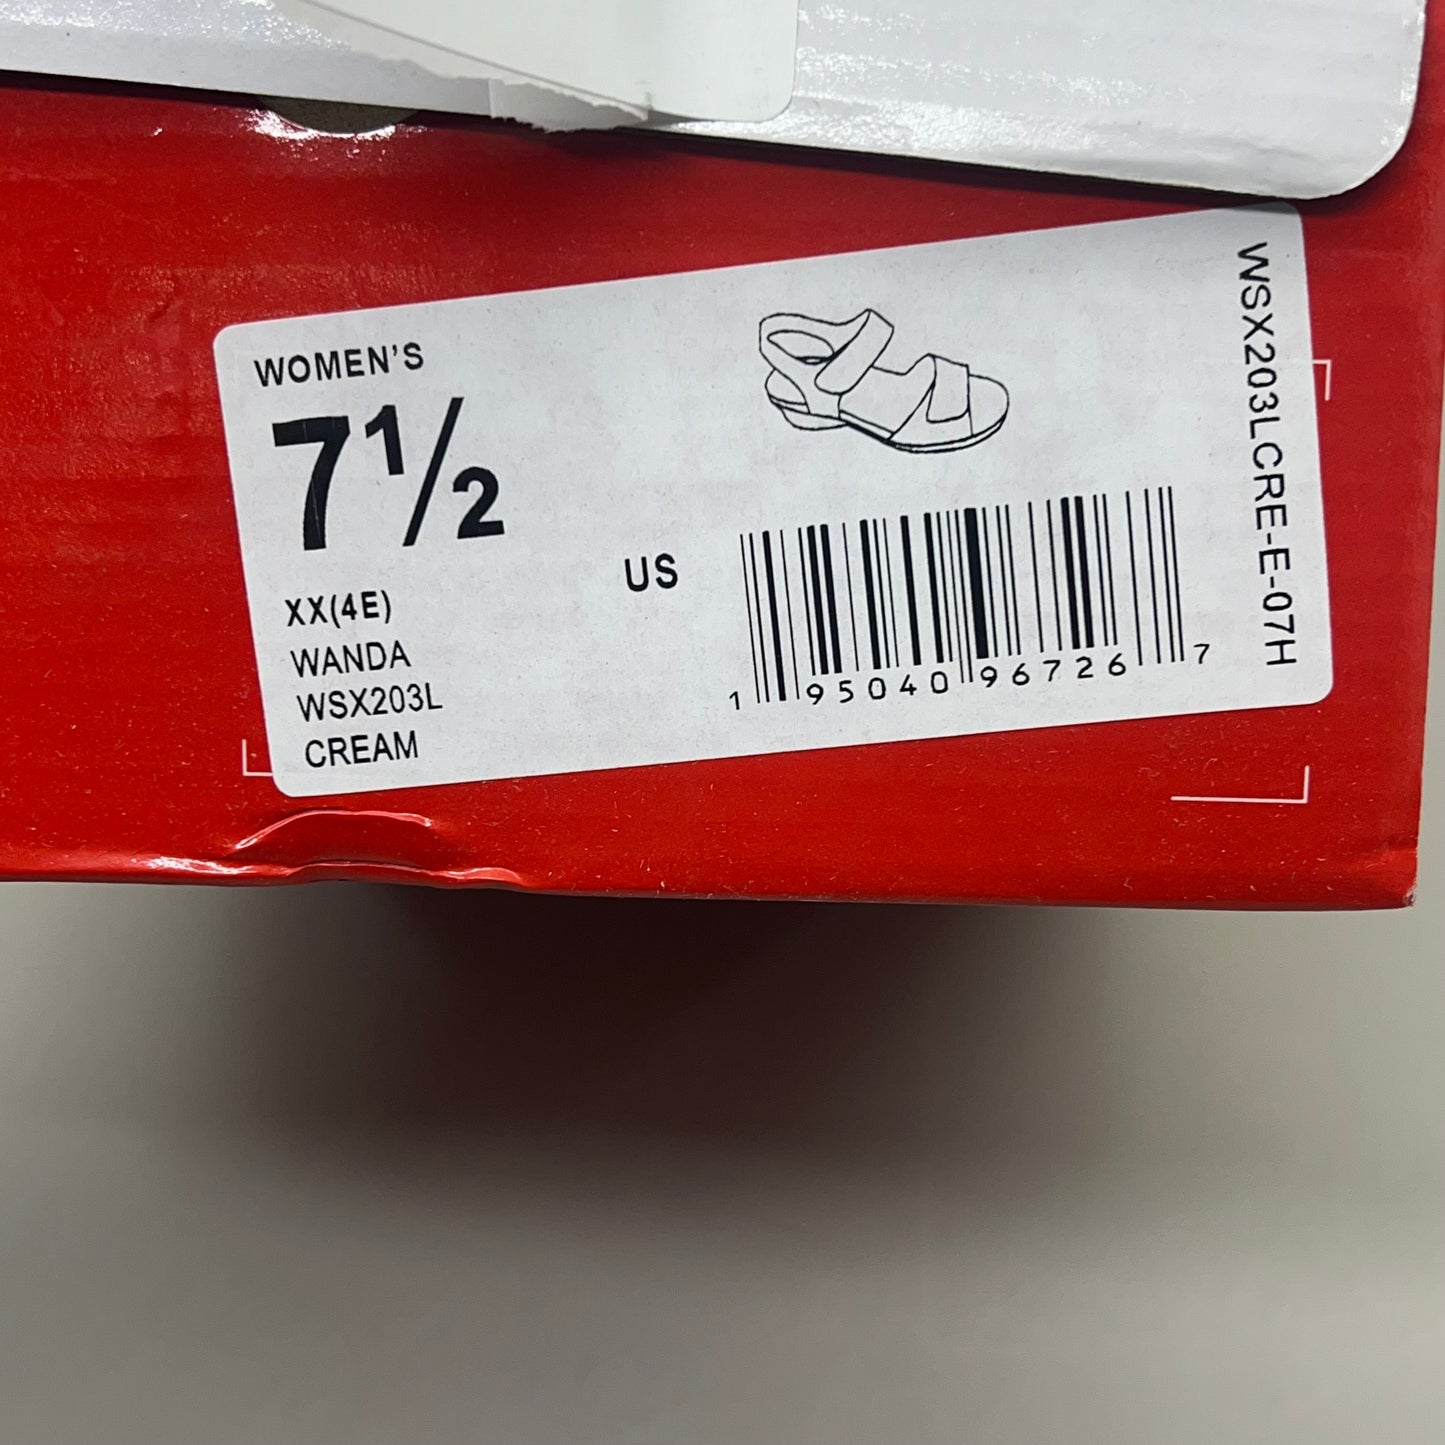 WOMEN'S
7½
US
XX(4E)
WANDA
WSX203L
CREAM
1 95040 96726 7
WSX203LCRE-E-07H